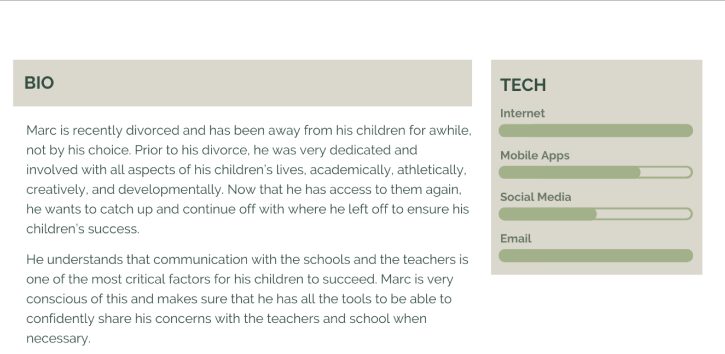 BIO
Marc is recently divorced and has been away from his children for awhile,
not by his choice. Prior to his divorce, he was very dedicated and
involved with all aspects of his children's lives, academically, athletically,
creatively, and developmentally. Now that he has access to them again,
he wants to catch up and continue off with where he left off to ensure his
children's success.
He understands that communication with the schools and the teachers is
one of the most critical factors for his children to succeed. Marc is very
conscious of this and makes sure that he has all the tools to be able to
confidently share his concerns with the teachers and school when
necessary.
TECH
Internet
Mobile Apps
Social Media
Email